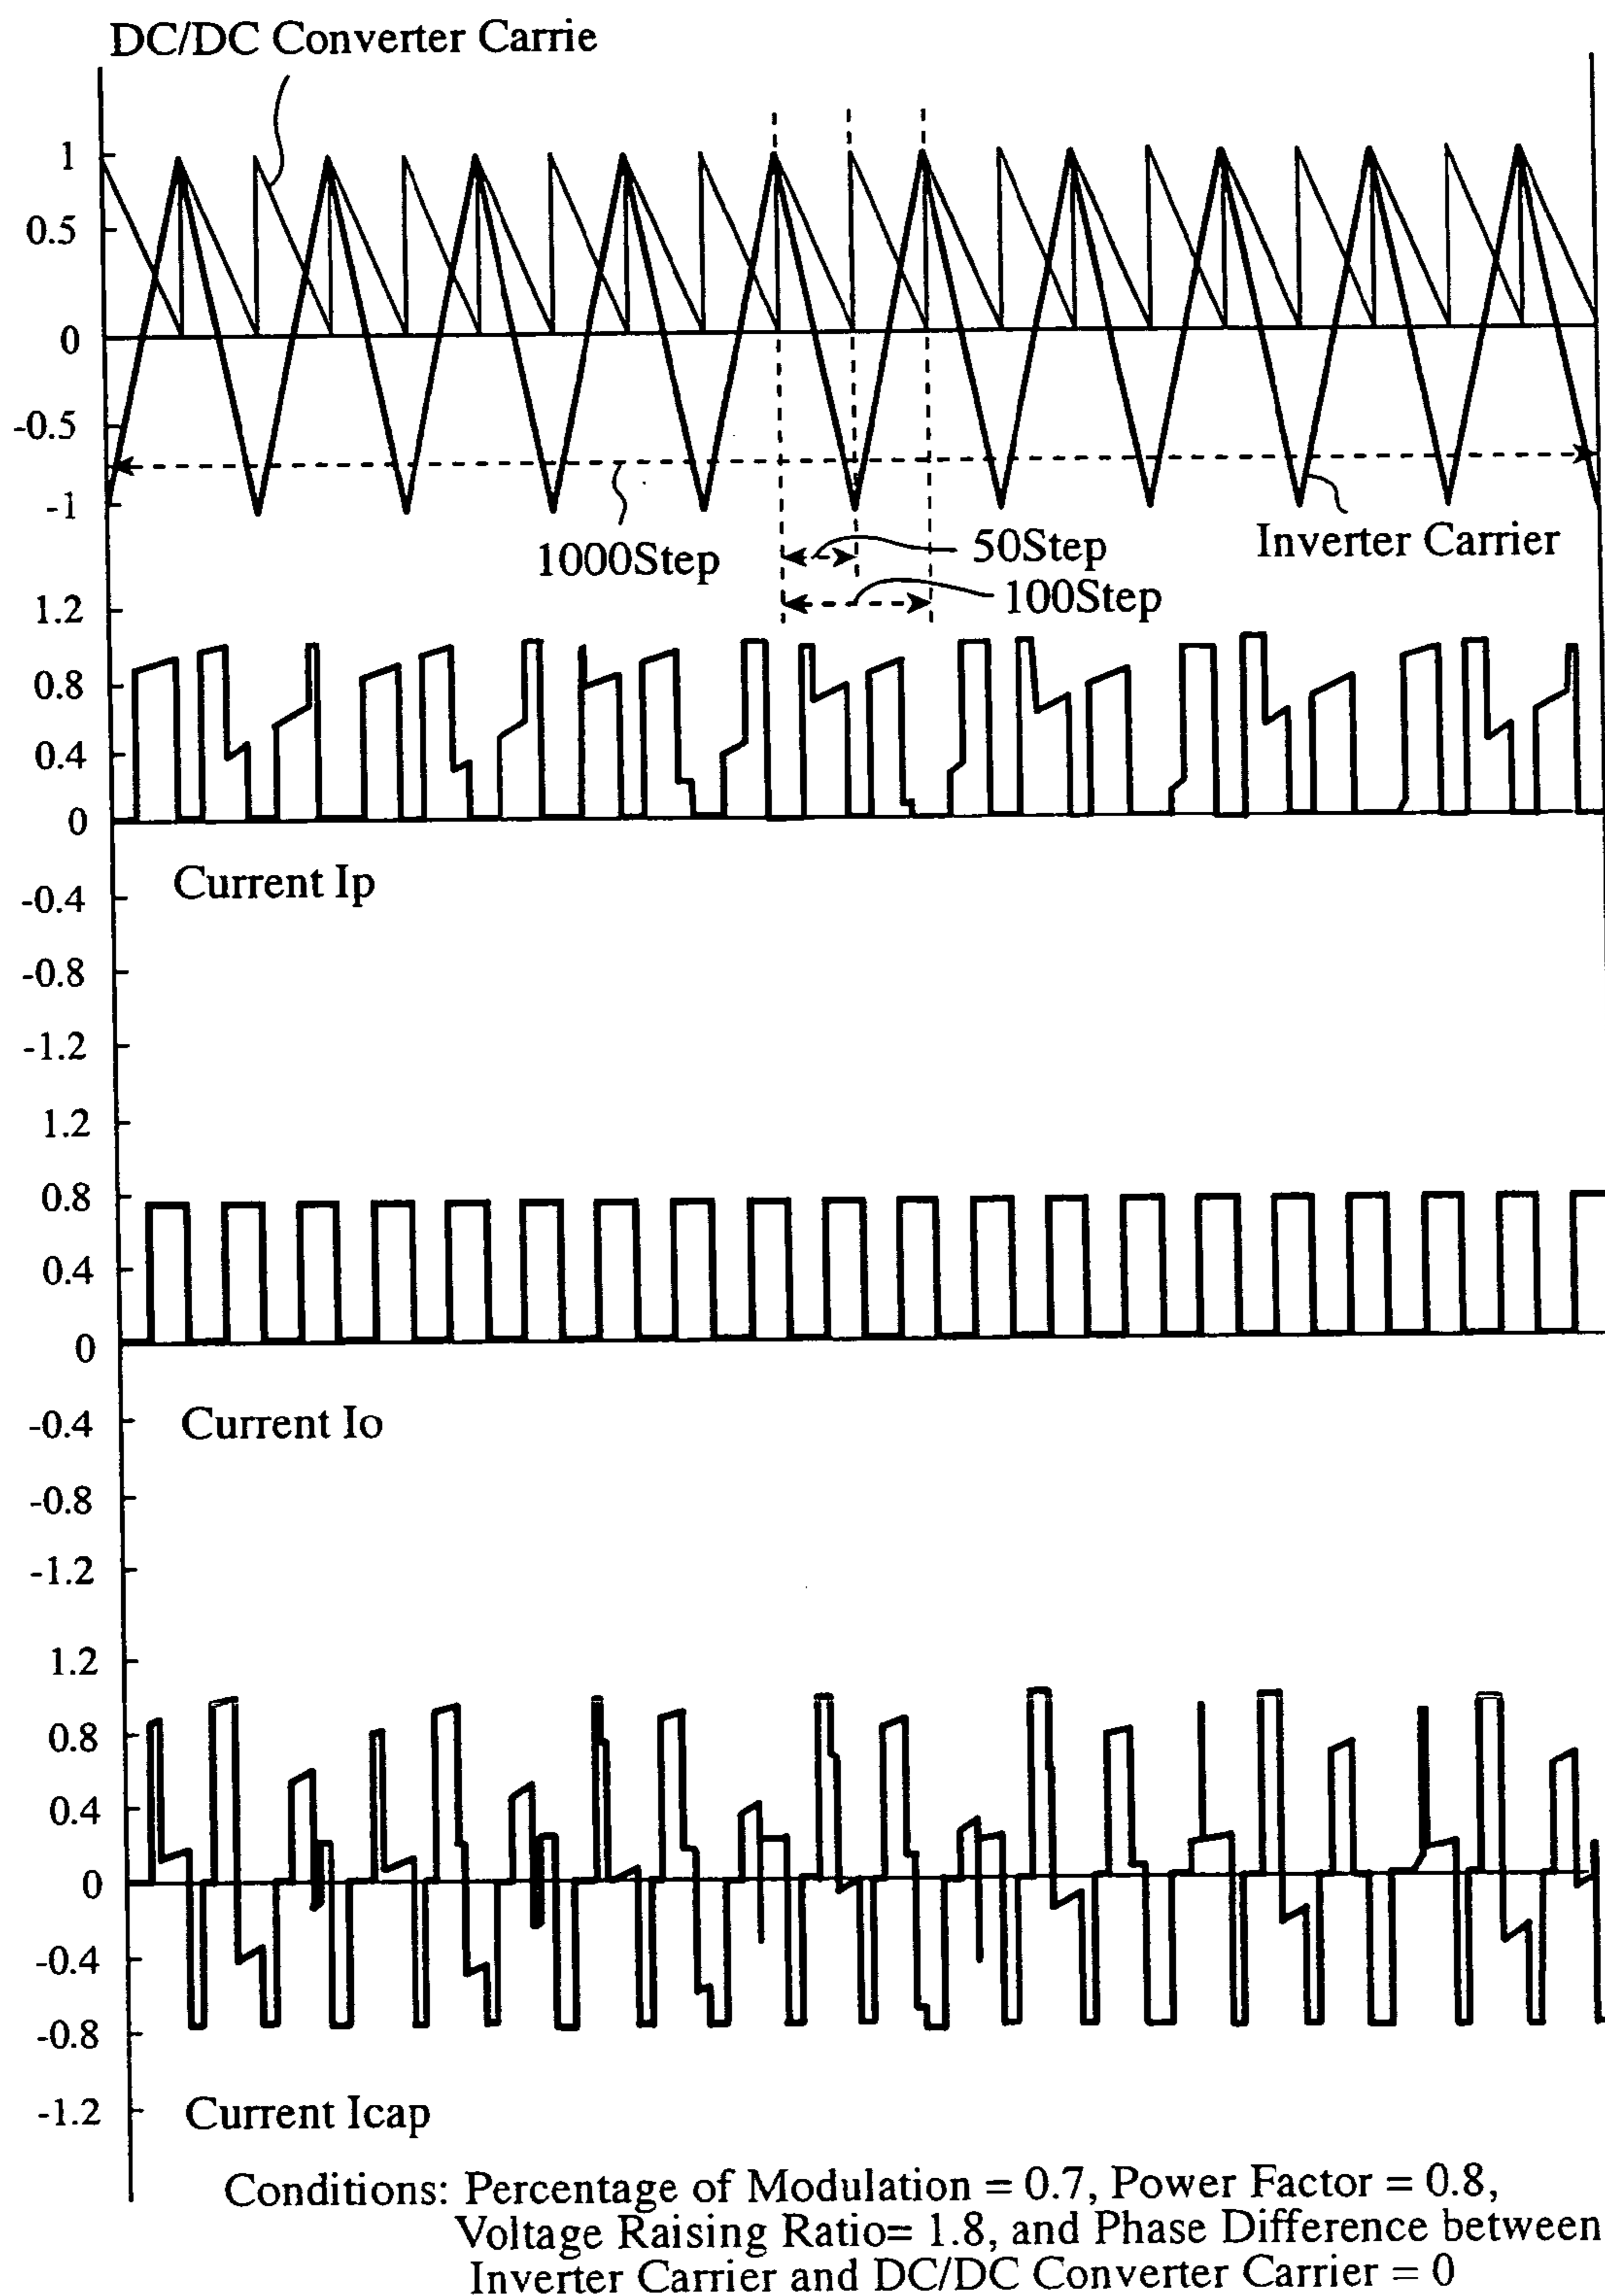 DC/DC Converter Carrie
1
0.5
0
-0.5
-1
1000Step
50Step
100Step
Inverter Carrier
1.2
0.8
0.4
0
Current Ip
-0.4
-0.8
-1.2
1.2
0.8
0.4
0
Current Io
-0.4
-0.8
-1.2
1.2
0.8
0.4
0
-0.4
-0.8
-1.2
Current Icap
Conditions: Percentage of Modulation = 0.7, Power Factor = 0.8,
Voltage Raising Ratio= 1.8, and Phase Difference between
Inverter Carrier and DC/DC Converter Carrier = 0